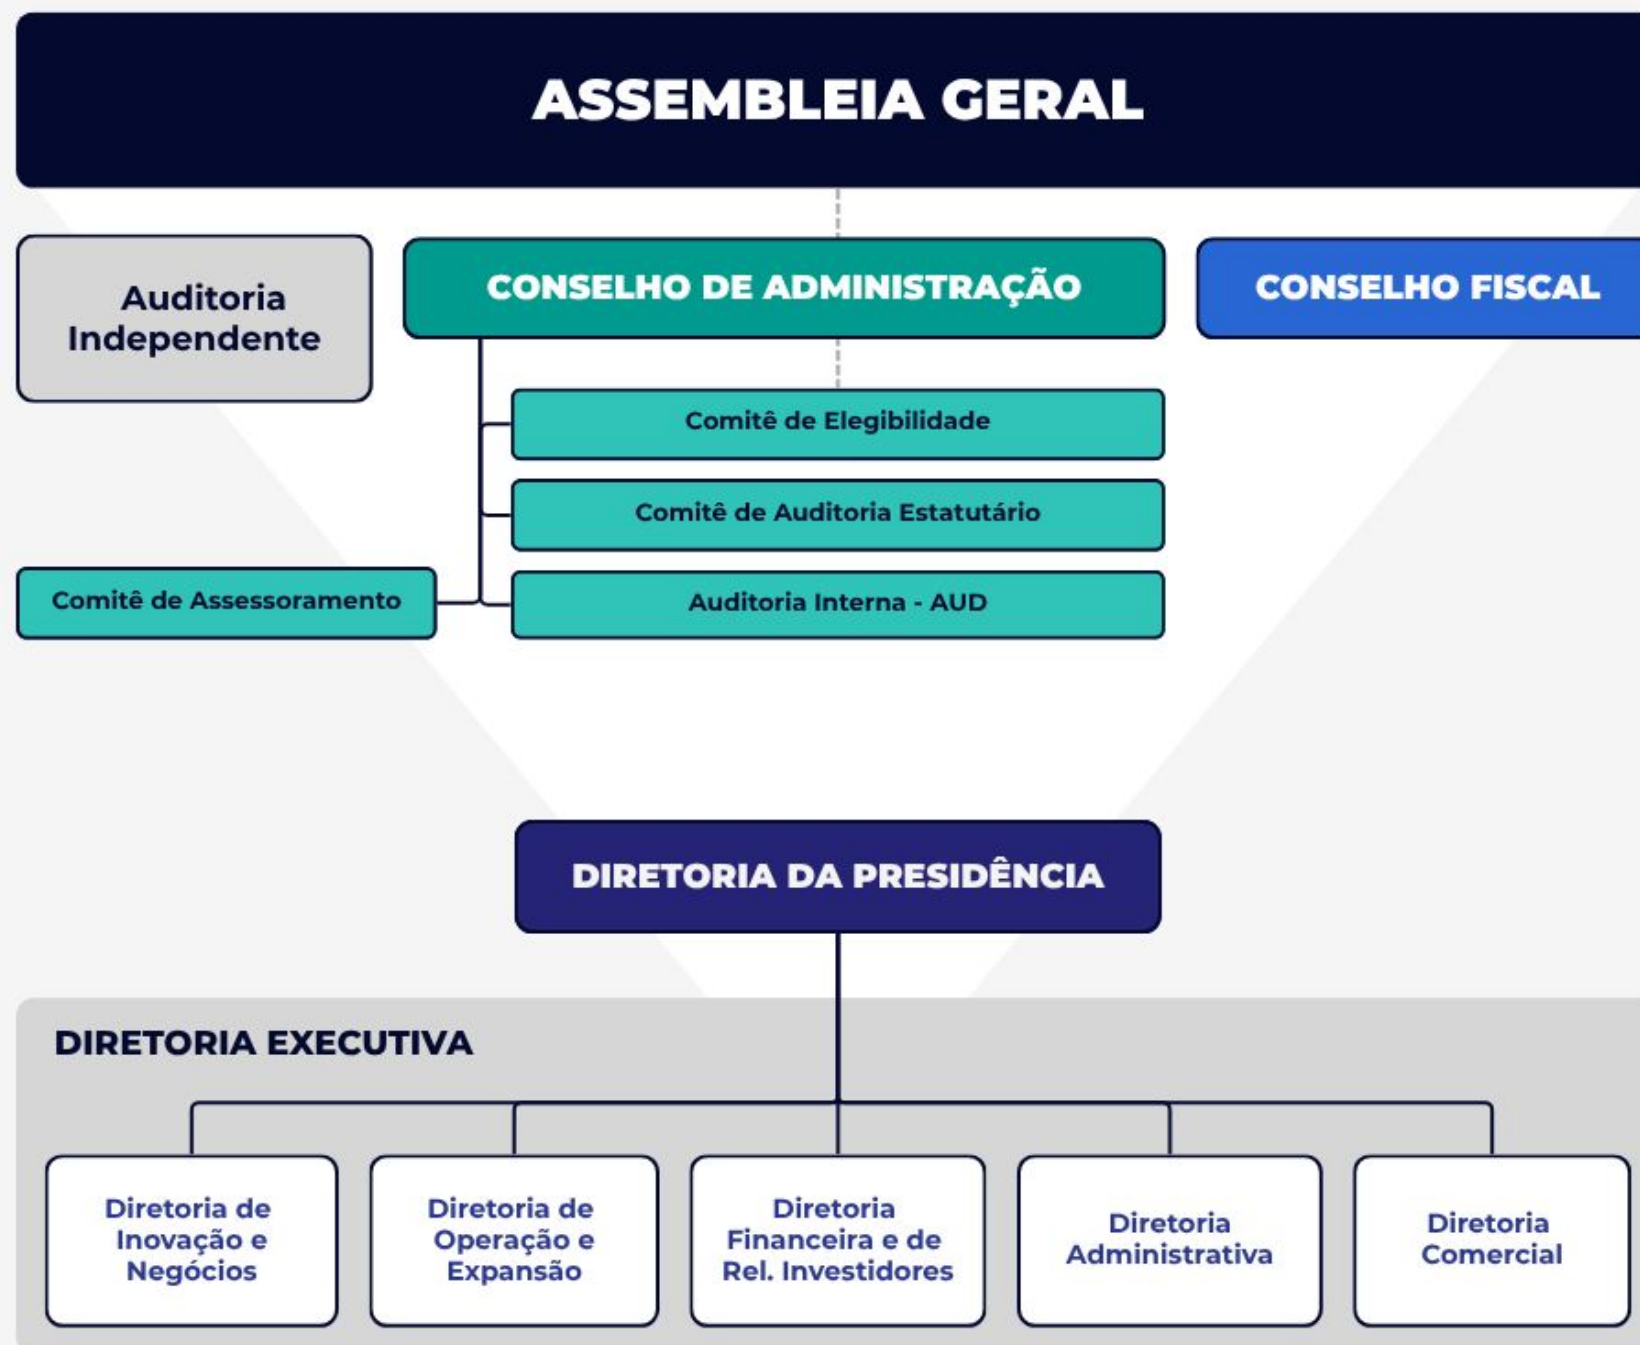 ASSEMBLEIA GERAL
Auditoria
Independente
CONSELHO DE ADMINISTRAÇÃO
CONSELHO FISCAL
Comitê de Elegibilidade
Comitê de Auditoria Estatutário
Comitê de Assessoramento
Auditoria Interna - AUD
DIRETORIA DA PRESIDÊNCIA
DIRETORIA EXECUTIVA
Diretoria de
Inovação e
Negócios
Diretoria de
Operação e
Expansão
Diretoria
Financeira e de
Rel. Investidores
Diretoria
Administrativa
Diretoria
Comercial